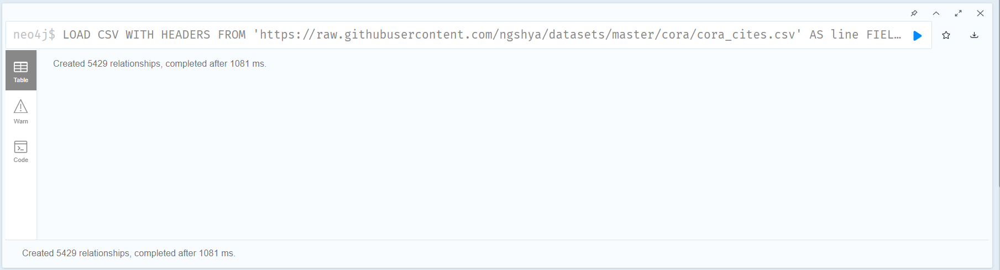 neo4j$ LOAD CSV WITH HEADERS FROM 'https://raw.githubusercontent.com/ngshya/datasets/master/cora/cora_cites.csv' AS line FIEL…
Table
Created 5429 relationships, completed after 1081 ms.
Warn
Code
Created 5429 relationships, completed after 1081 ms.